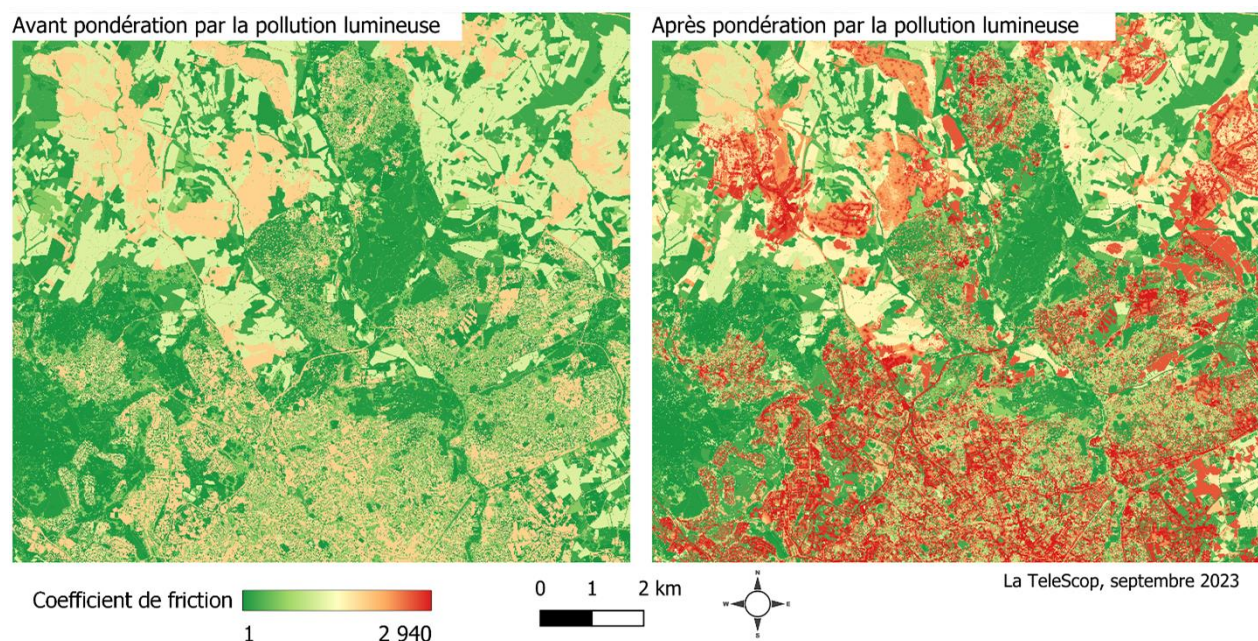 Avant pondération par la pollution lumineuse
Après pondération par la pollution lumineuse
Coefficient de friction
1
2 940
0 1 2 km
N
W E
S
La TeleScop, septembre 2023